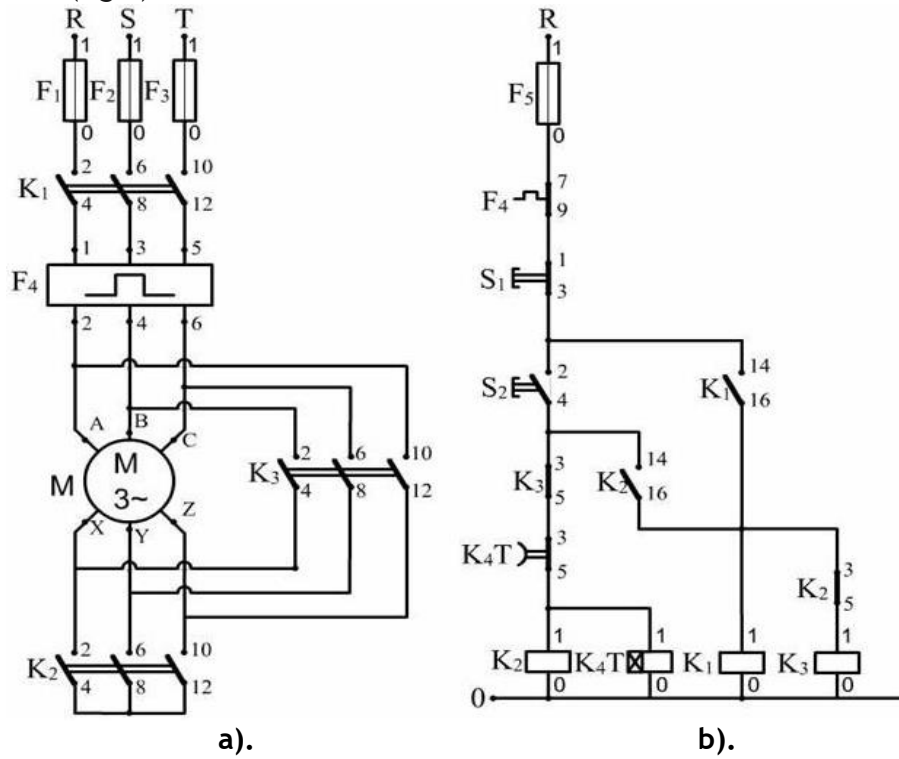 R S T R
1 1 1 1
F1 F2 F3 F5
0 0 0 0
2 6 10
K1
4 8 12
7
F4
9
1 3 5
F4
1
S1
3
2 4 6
2
S2
4
14
K1
16
A B C
M
M
3~
X Y Z
2 6 10
K3
4 8 12
3
K3
5
14
K2
16
3
K4T
5
3
K2
5
2 6 10
K2
4 8 12
1 1 1 1
K2 K4T K1 K3
0 0 0 0
0
a). b).